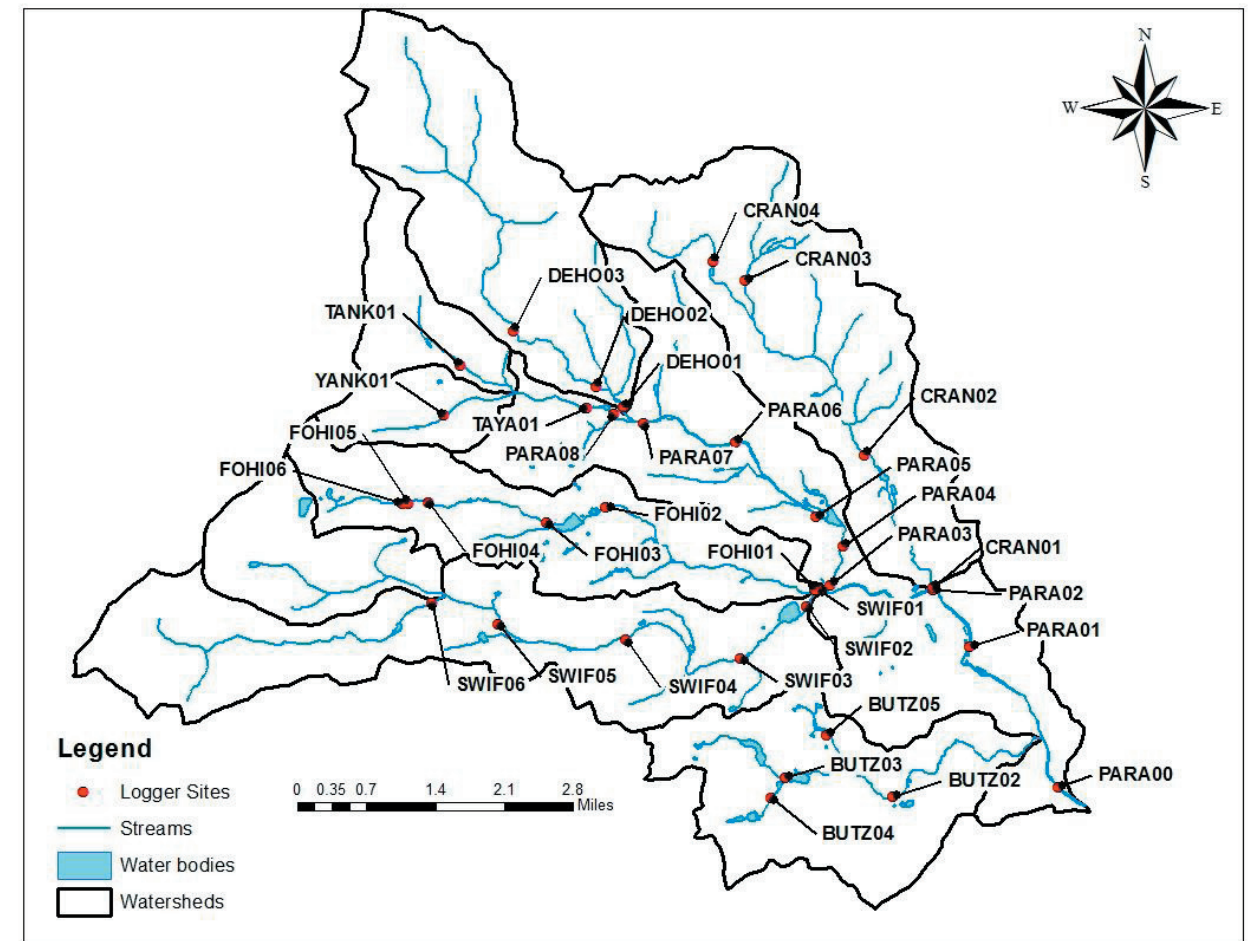 N
W E
S
CRAN04
CRAN03
DEHO03
TANK01
DEHO02
DEHO01
YANK01
CRAN02
TAYA01
PARA06
FOHI05
PARA08
PARA07
PARA05
FOHI06
PARA04
FOHI02
PARA03
FOHI04
FOHI03
FOHI01
CRAN01
PARA02
SWIF01
PARA01
SWIF02
SWIF06
SWIF05
SWIF04
SWIF03
BUTZ05
Legend
BUTZ03
PARA00
BUTZ02
Logger Sites
0 0.35 0.7 1.4 2.1 2.8
Miles
Streams
BUTZ04
Water bodies
Watersheds